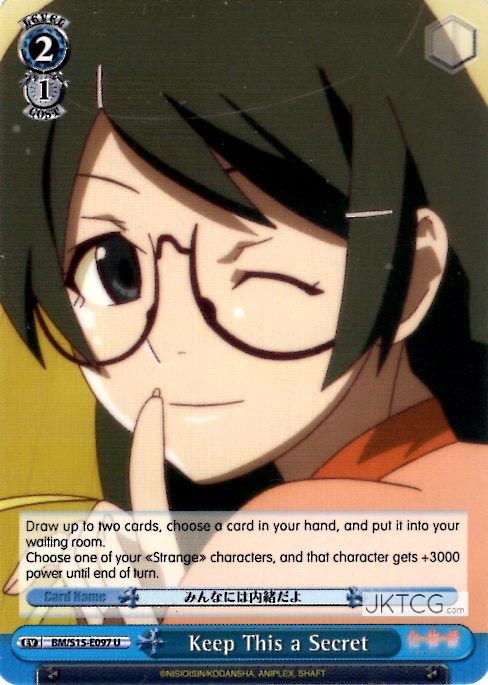 LEVEL
2
1
COST
Draw up to two cards, choose a card in your hand, and put it into your
waiting room.
Choose one of your «Strange» characters, and that character gets +3000
power until end of turn.
Card Name みんなには内緒だよ
JKTCG.com
EV BM/S15-E097 U Keep This a Secret
©NISIOISIN/KODANSHA, ANIPLEX, SHAFT